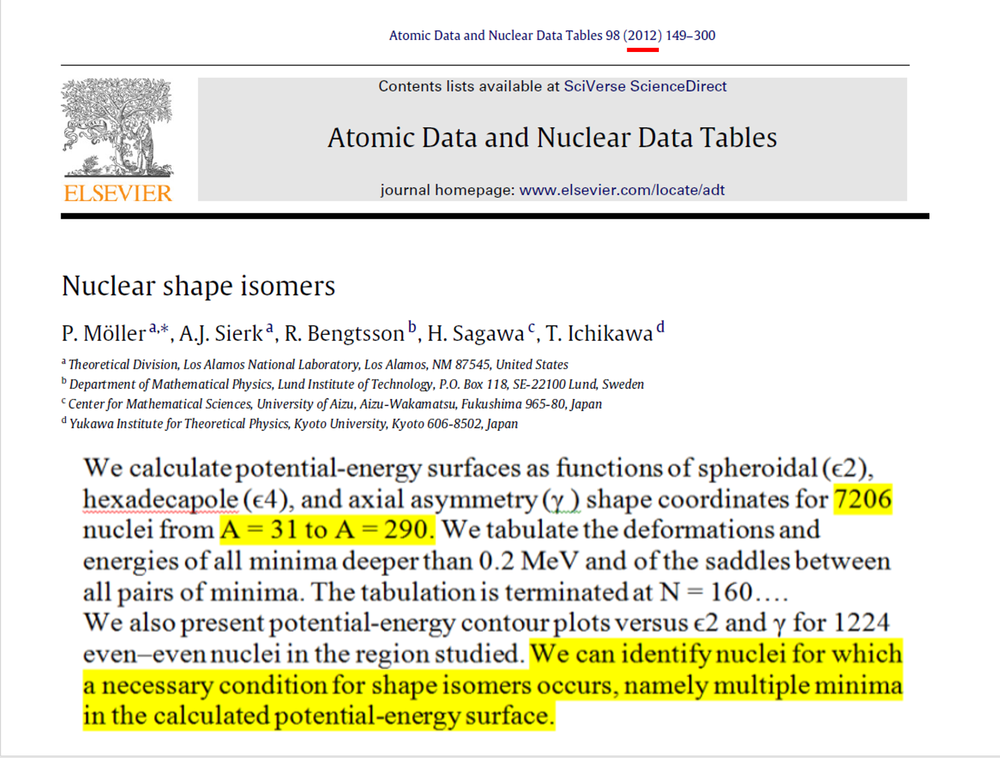 Atomic Data and Nuclear Data Tables 98 (2012) 149–300
Contents lists available at SciVerse ScienceDirect
Atomic Data and Nuclear Data Tables
journal homepage: www.elsevier.com/locate/adt
ELSEVIER
Nuclear shape isomers
P. Möller a,*, A.J. Sierk a, R. Bengtsson b, H. Sagawa c, T. Ichikawa d
a Theoretical Division, Los Alamos National Laboratory, Los Alamos, NM 87545, United States
b Department of Mathematical Physics, Lund Institute of Technology, P.O. Box 118, SE-22100 Lund, Sweden
c Center for Mathematical Sciences, University of Aizu, Aizu-Wakamatsu, Fukushima 965-80, Japan
d Yukawa Institute for Theoretical Physics, Kyoto University, Kyoto 606-8502, Japan
We calculate potential-energy surfaces as functions of spheroidal (ϵ2),
hexadecapole (ϵ4), and axial asymmetry (γ ) shape coordinates for 7206
nuclei from A = 31 to A = 290. We tabulate the deformations and
energies of all minima deeper than 0.2 MeV and of the saddles between
all pairs of minima. The tabulation is terminated at N = 160....
We also present potential-energy contour plots versus ϵ2 and γ for 1224
even–even nuclei in the region studied. We can identify nuclei for which
a necessary condition for shape isomers occurs, namely multiple minima
in the calculated potential-energy surface.